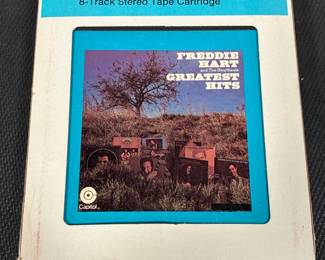 8-Track Stereo Tape Cartridge
FREDDIE
HART
and The Heartbeats
GREATEST
HITS
Capitol